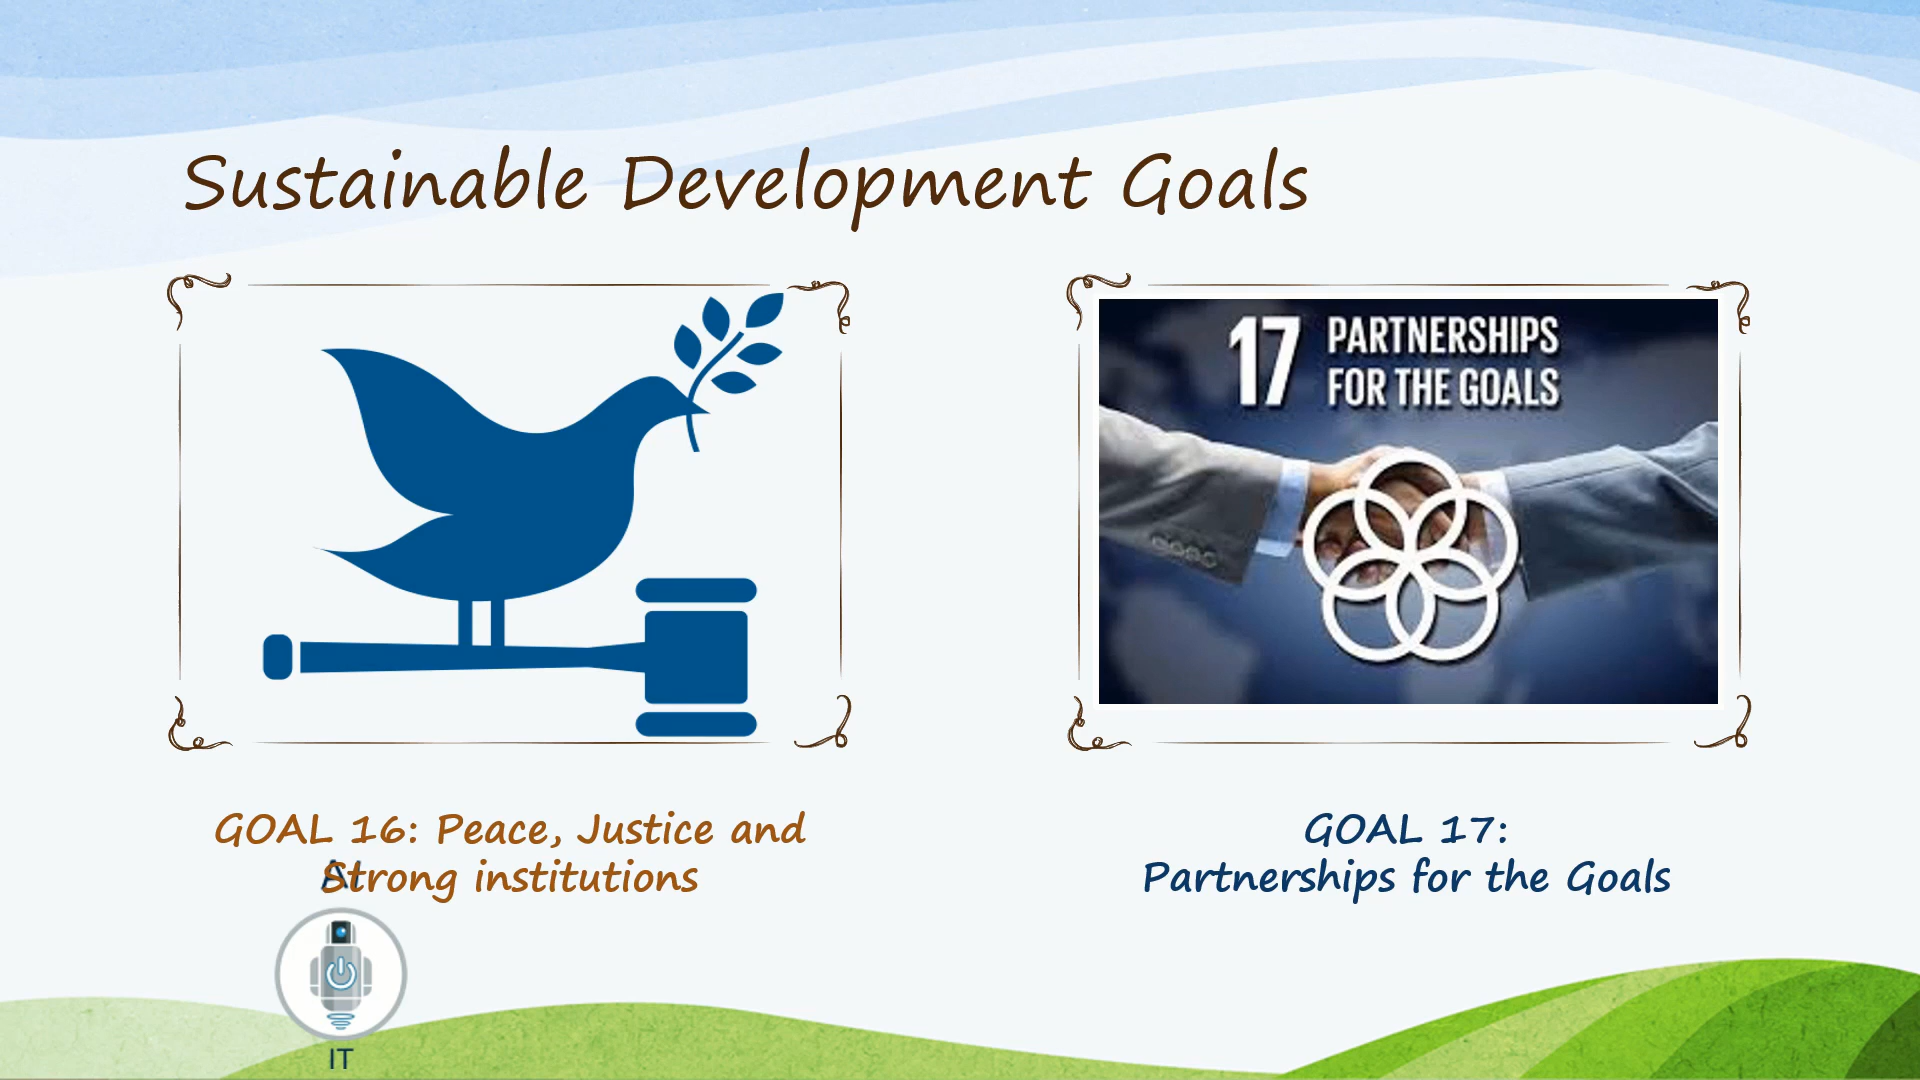 Sustainable Development Goals
17 PARTNERSHIPS
FOR THE GOALS
GOAL 16: Peace, Justice and
Strong institutions
GOAL 17:
Partnerships for the Goals
AI
IT